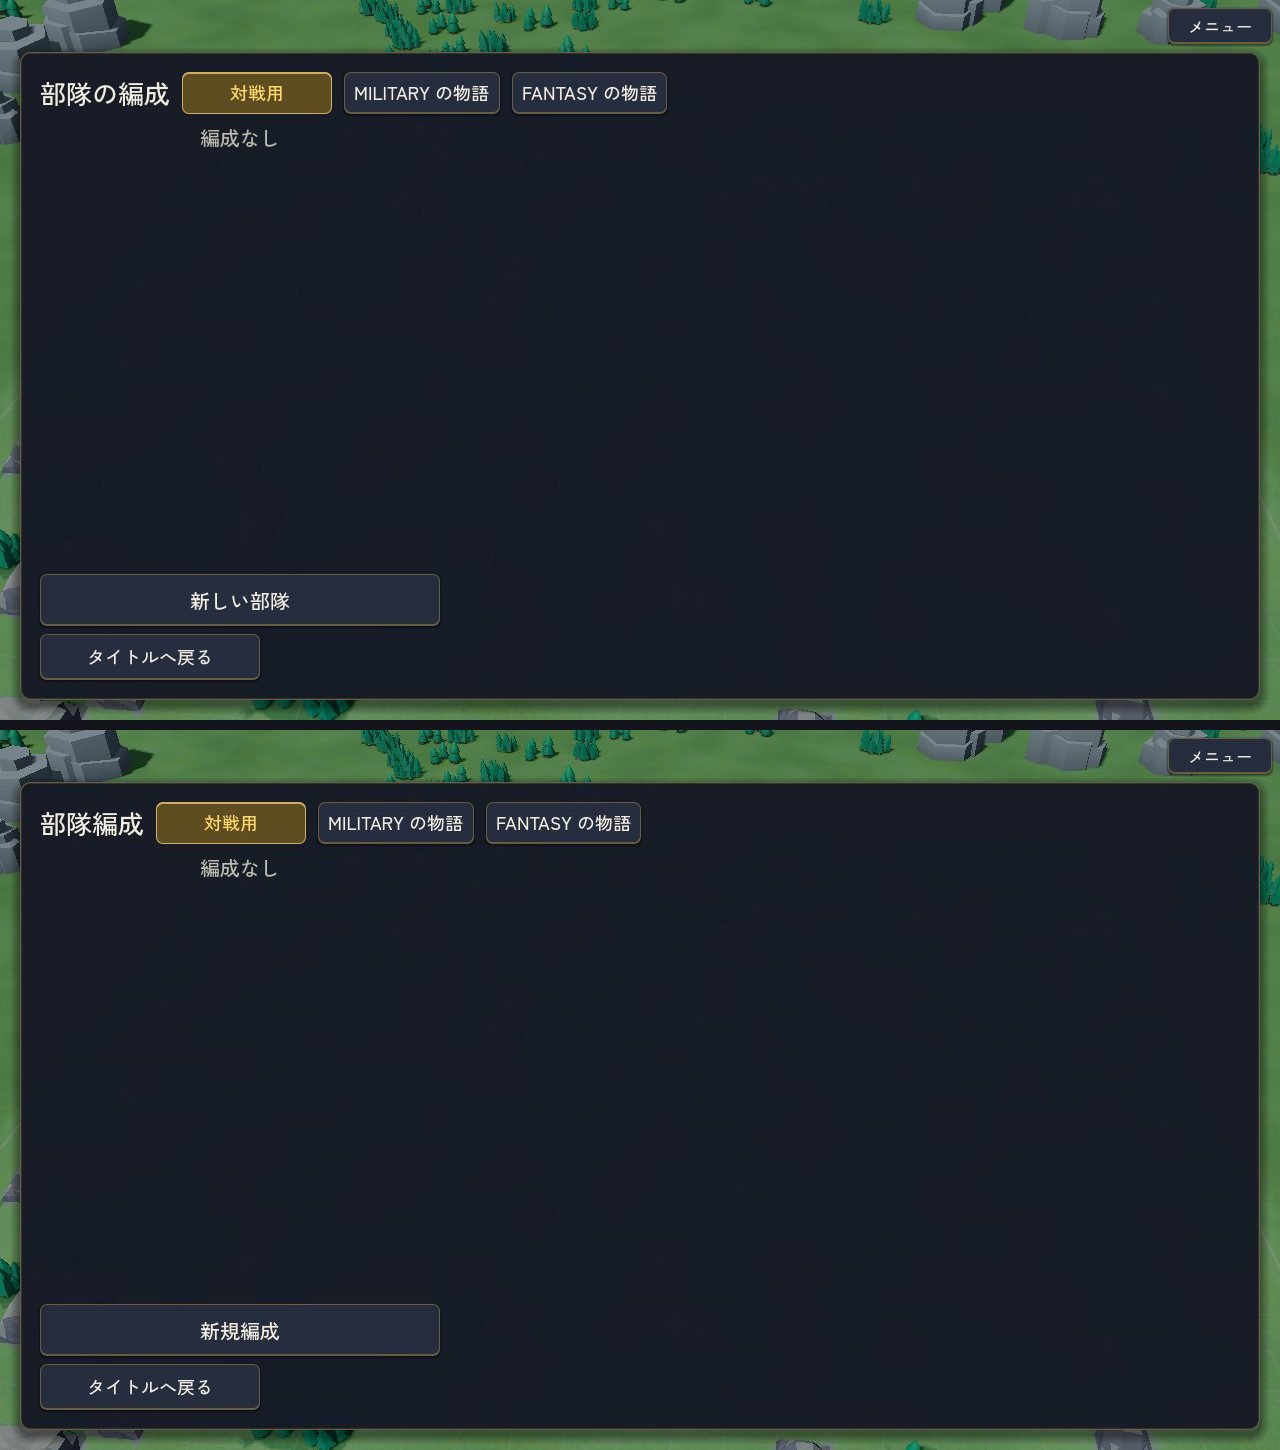 メニュー
部隊の編成 対戦用 MILITARY の物語 FANTASY の物語
編成なし
新しい部隊
タイトルへ戻る
メニュー
部隊編成 対戦用 MILITARY の物語 FANTASY の物語
編成なし
新規編成
タイトルへ戻る